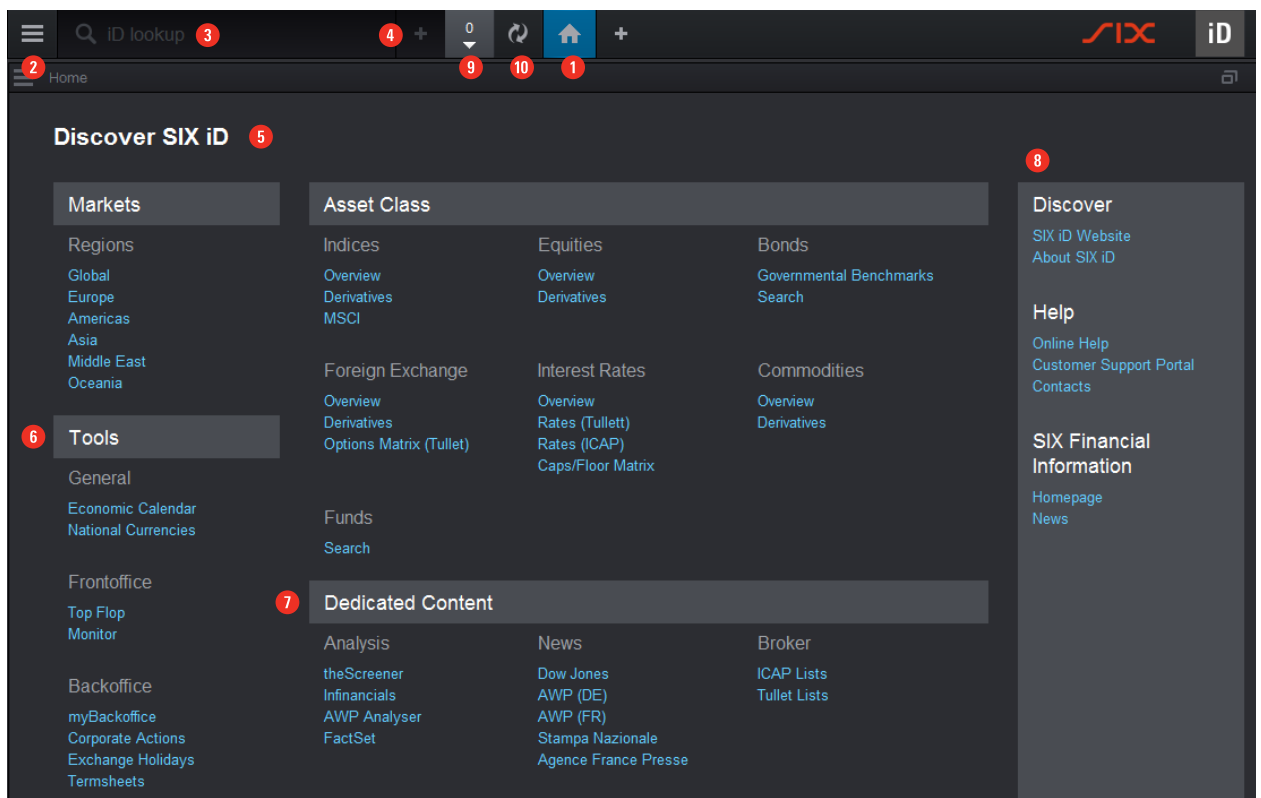 iD lookup 3 4 0 SIX iD
2 9 10 1
Home
Discover SIX iD 5
8
Markets
Regions
Global
Europe
Americas
Asia
Middle East
Oceania
6 Tools
General
Economic Calendar
National Currencies
Frontoffice
Top Flop
Monitor
Backoffice
myBackoffice
Corporate Actions
Exchange Holidays
Termsheets
Asset Class
Indices
Overview
Derivatives
MSCI
Equities
Overview
Derivatives
Bonds
Governmental Benchmarks
Search
Foreign Exchange
Overview
Derivatives
Options Matrix (Tullet)
Interest Rates
Overview
Rates (Tullett)
Rates (ICAP)
Caps/Floor Matrix
Commodities
Overview
Derivatives
Funds
Search
7 Dedicated Content
Analysis
theScreener
Infinancials
AWP Analyser
FactSet
News
Dow Jones
AWP (DE)
AWP (FR)
Stampa Nazionale
Agence France Presse
Broker
ICAP Lists
Tullet Lists
Discover
SIX iD Website
About SIX iD
Help
Online Help
Customer Support Portal
Contacts
SIX Financial
Information
Homepage
News